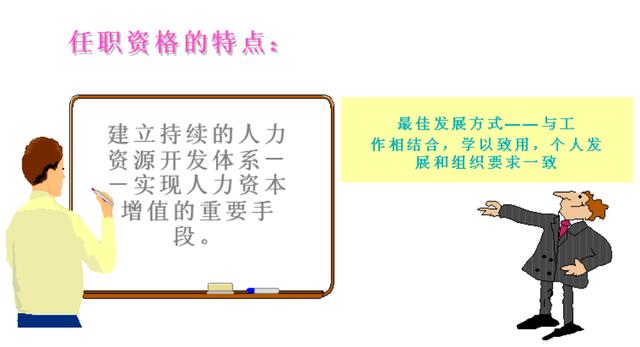 任职资格的特点：
建立持续的人力
资源开发体系－
－实现人力资本
增值的重要手
段。
最佳发展方式——与工
作相结合，学以致用，个人发
展和组织要求一致